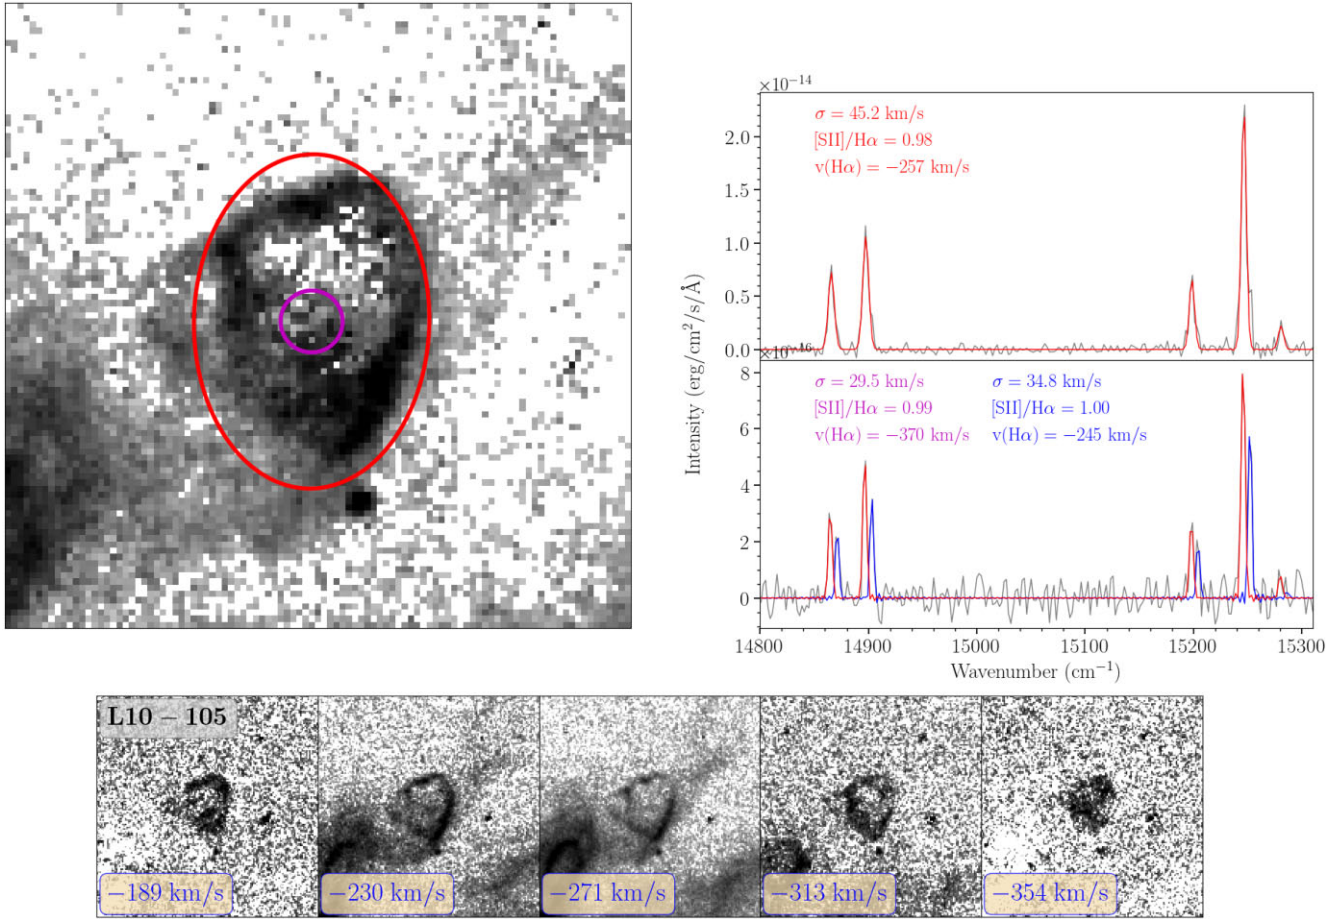 ×10⁻¹⁴
σ = 45.2 km/s
[SII]/Hα = 0.98
v(Hα) = −257 km/s
2.0
1.5
1.0
0.5
0.0
×10⁻¹⁶
σ = 29.5 km/s σ = 34.8 km/s
[SII]/Hα = 0.99 [SII]/Hα = 1.00
v(Hα) = −370 km/s v(Hα) = −245 km/s
8
6
4
2
0
Intensity (erg/cm²/s/Å)
14800 14900 15000 15100 15200 15300
Wavenumber (cm⁻¹)
L10 − 105
−189 km/s −230 km/s −271 km/s −313 km/s −354 km/s